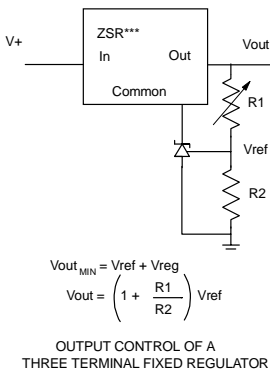 ZSR***
V+
Vout
In Out
Common
R1
Vref
R2
Vout MIN = Vref + Vreg
Vout = ( 1 + R1 / R2 ) Vref
OUTPUT CONTROL OF A
THREE TERMINAL FIXED REGULATOR